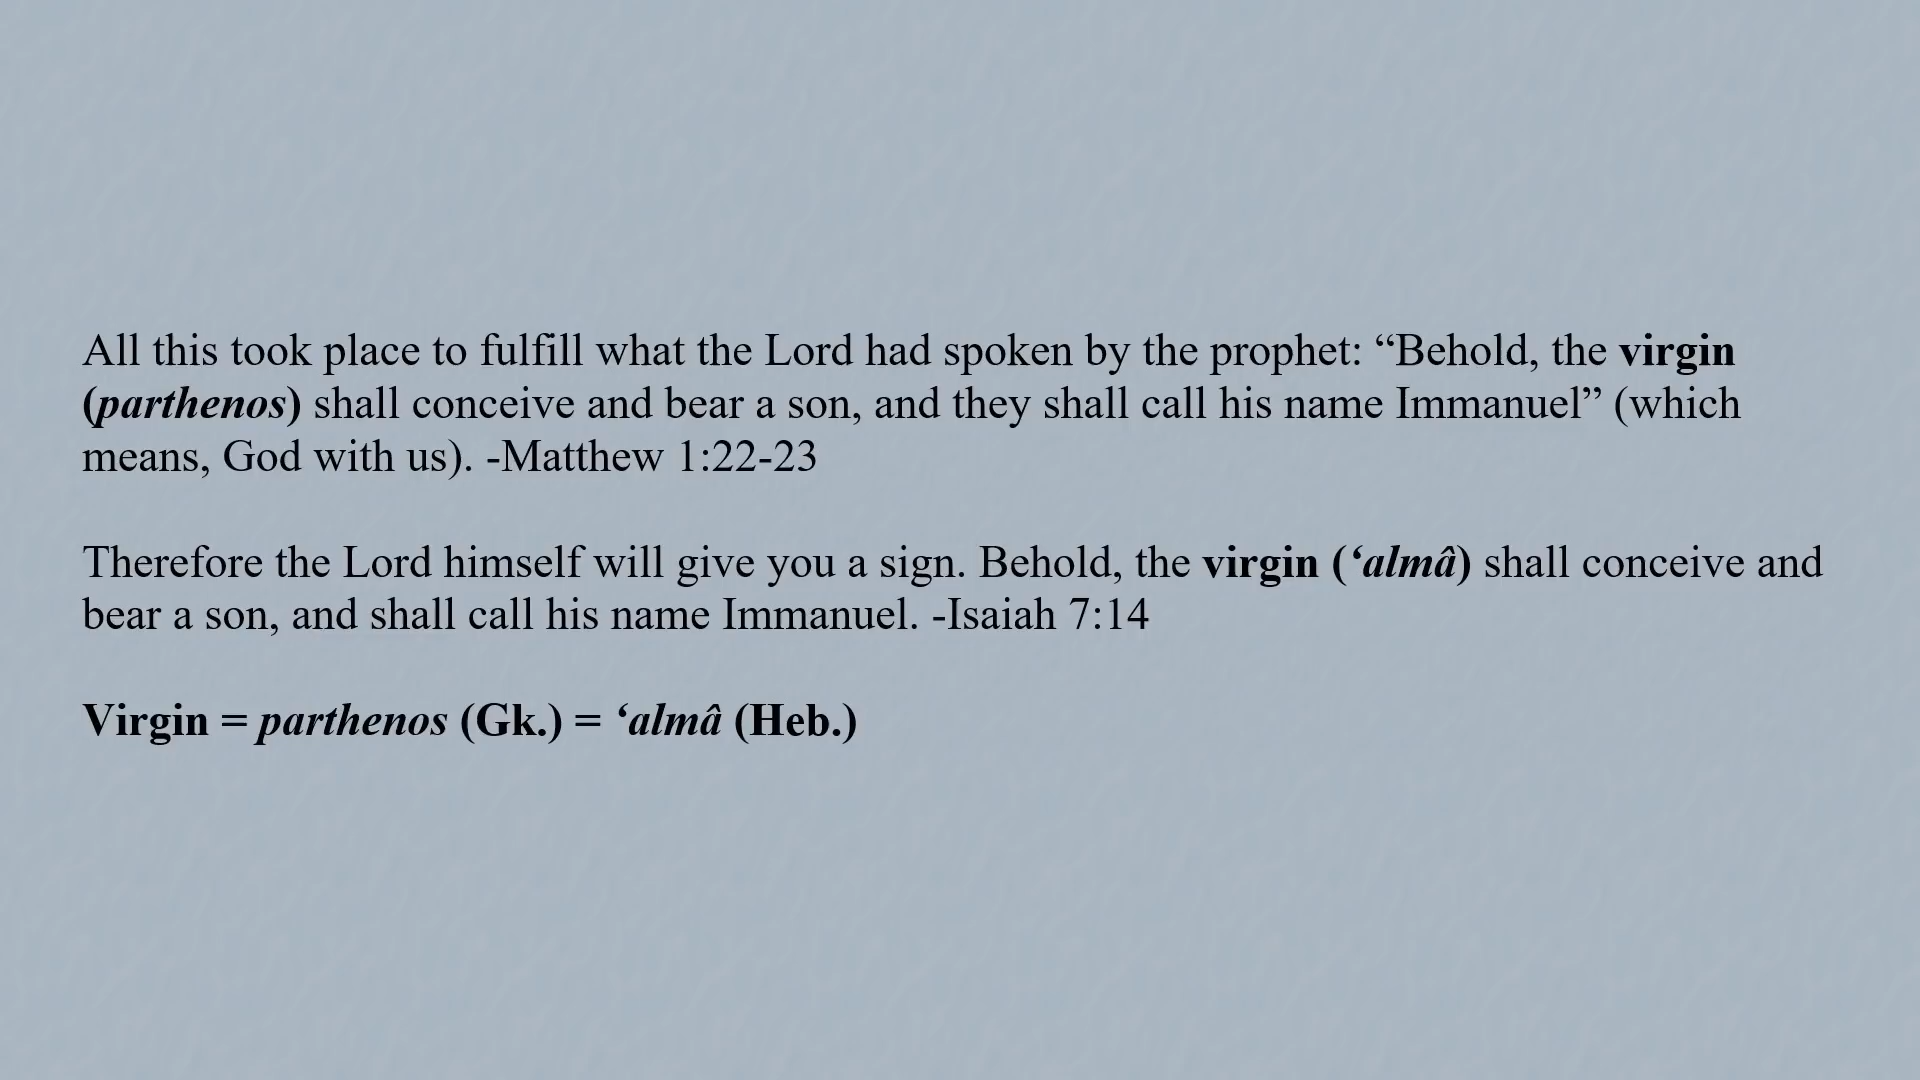 All this took place to fulfill what the Lord had spoken by the prophet: “Behold, the virgin
(parthenos) shall conceive and bear a son, and they shall call his name Immanuel” (which
means, God with us). -Matthew 1:22-23
Therefore the Lord himself will give you a sign. Behold, the virgin (‘almâ) shall conceive and
bear a son, and shall call his name Immanuel. -Isaiah 7:14
Virgin = parthenos (Gk.) = ‘almâ (Heb.)